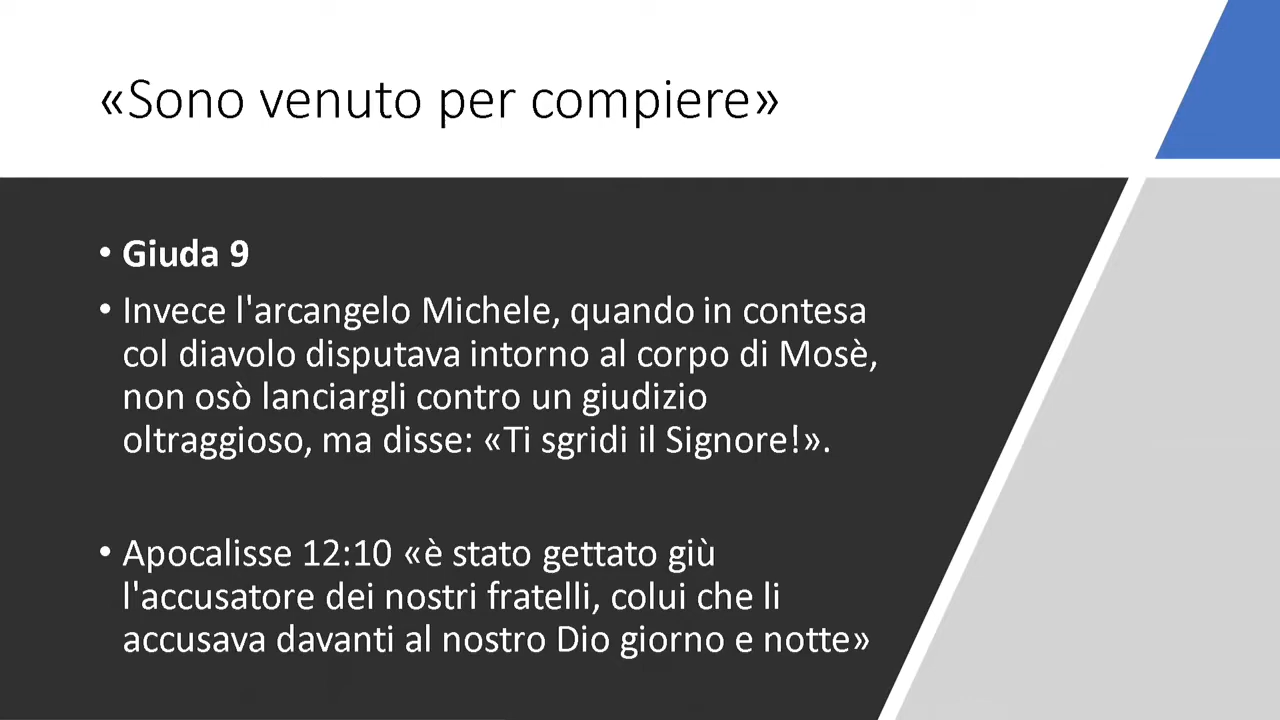 «Sono venuto per compiere»
• Giuda 9
• Invece l'arcangelo Michele, quando in contesa
col diavolo disputava intorno al corpo di Mosè,
non osò lanciargli contro un giudizio
oltraggioso, ma disse: «Ti sgridi il Signore!».
• Apocalisse 12:10 «è stato gettato giù
l'accusatore dei nostri fratelli, colui che li
accusava davanti al nostro Dio giorno e notte»